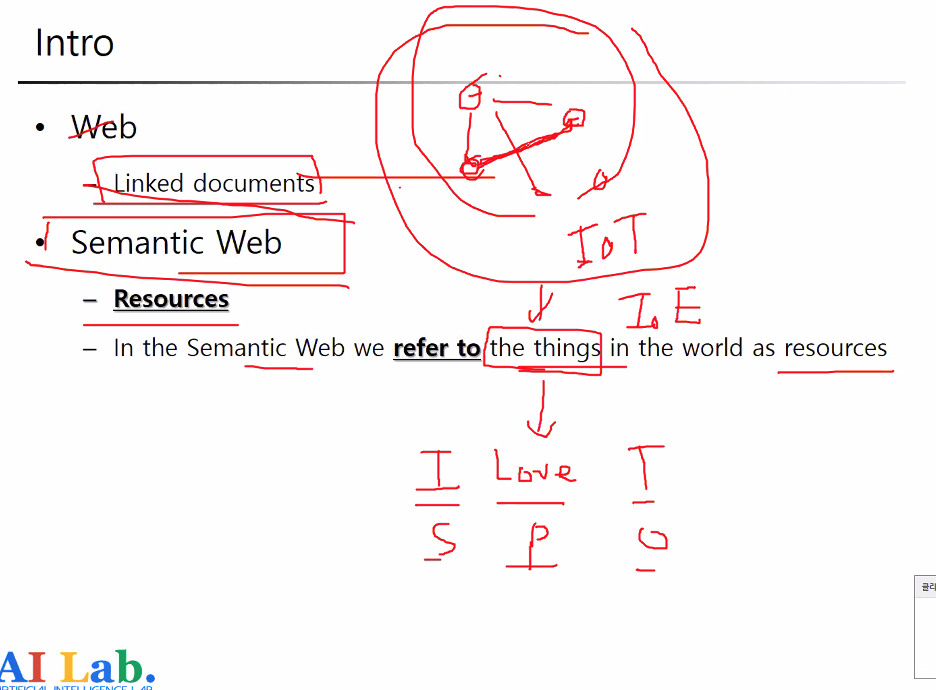 Intro
• Web
– Linked documents
• Semantic Web
IoT
– Resources
I.E
– In the Semantic Web we refer to the things in the world as resources
I Love T
S P O
AI Lab.
ARTIFICIAL INTELLIGENCE LAB